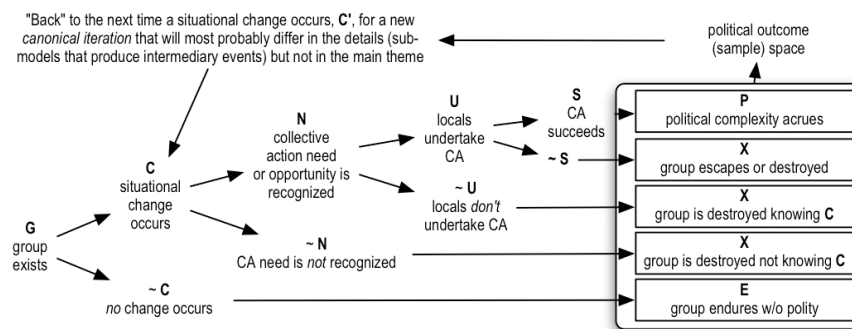 "Back" to the next time a situational change occurs, C', for a new
canonical iteration that will most probably differ in the details (sub-
models that produce intermediary events) but not in the main theme
political outcome
(sample) space
G
group
exists
C
situational
change
occurs
~ C
no change occurs
N
collective
action need
or opportunity is
recognized
~ N
CA need is not recognized
U
locals
undertake
CA
~ U
locals don't
undertake CA
S
CA
succeeds
~ S
P
political complexity accrues
X
group escapes or destroyed
X
group is destroyed knowing C
X
group is destroyed not knowing C
E
group endures w/o polity